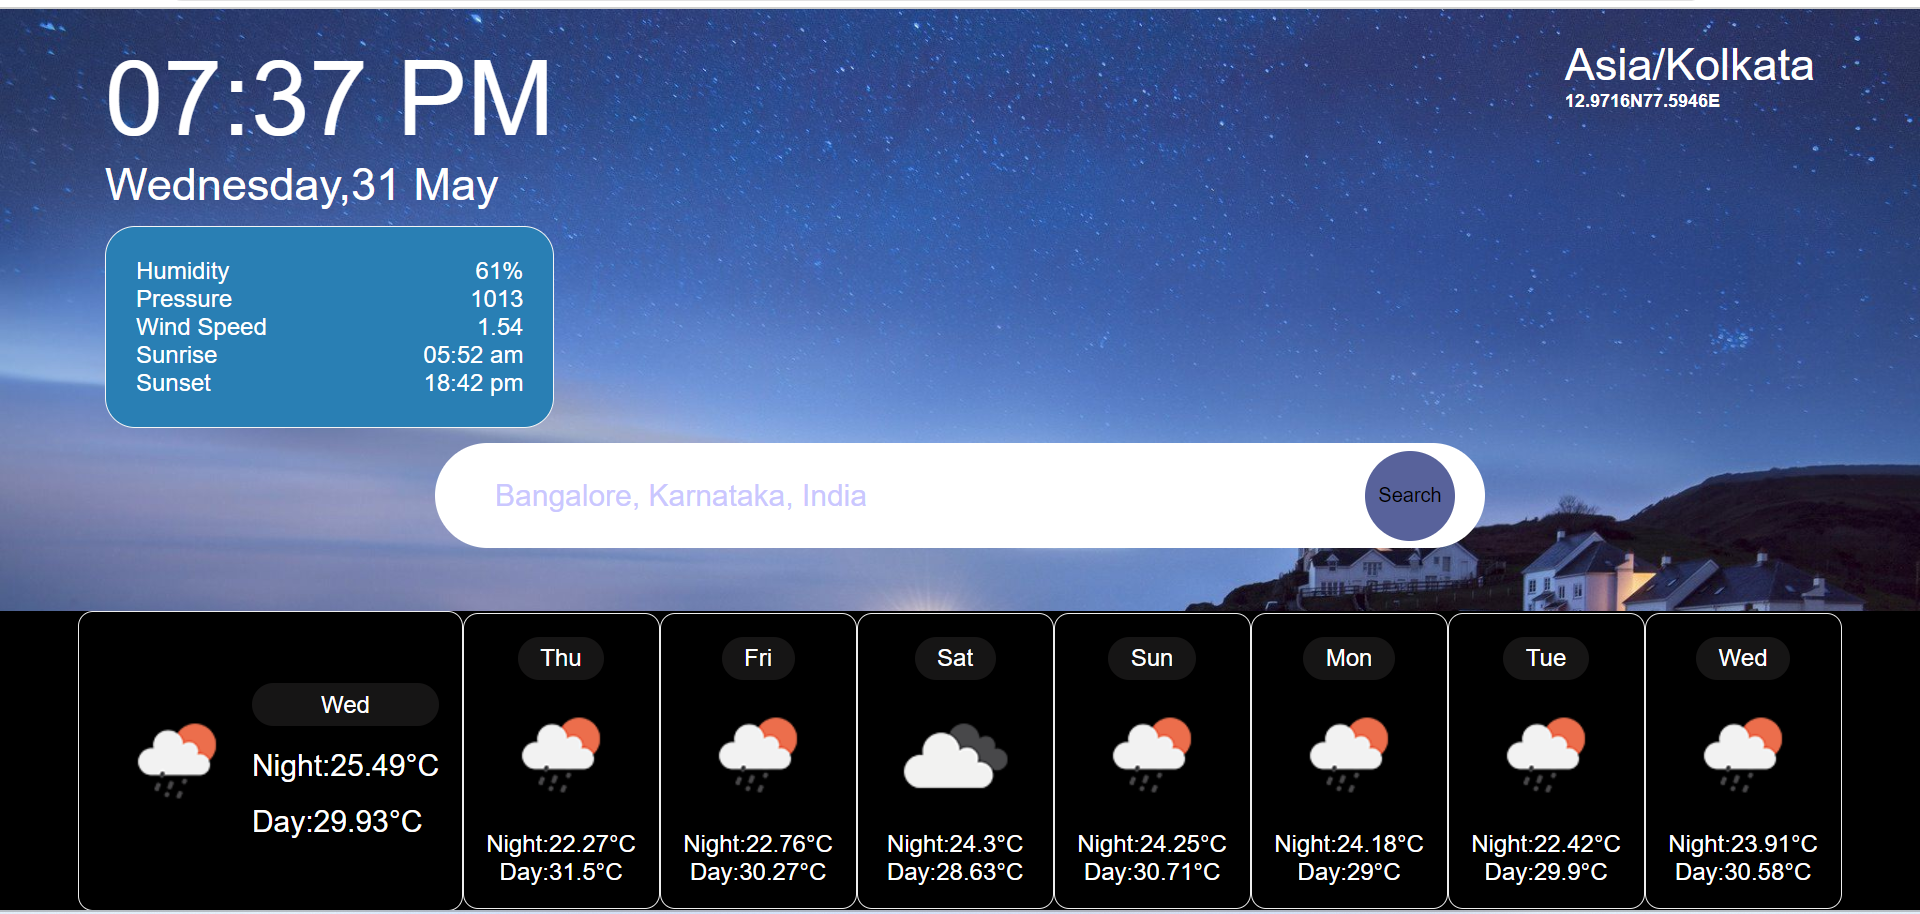 07:37 PM
Wednesday,31 May
Asia/Kolkata
12.9716N77.5946E
Humidity 61%
Pressure 1013
Wind Speed 1.54
Sunrise 05:52 am
Sunset 18:42 pm
Bangalore, Karnataka, India
Search
Wed
Night:25.49°C
Day:29.93°C
Thu
Night:22.27°C
Day:31.5°C
Fri
Night:22.76°C
Day:30.27°C
Sat
Night:24.3°C
Day:28.63°C
Sun
Night:24.25°C
Day:30.71°C
Mon
Night:24.18°C
Day:29°C
Tue
Night:22.42°C
Day:29.9°C
Wed
Night:23.91°C
Day:30.58°C